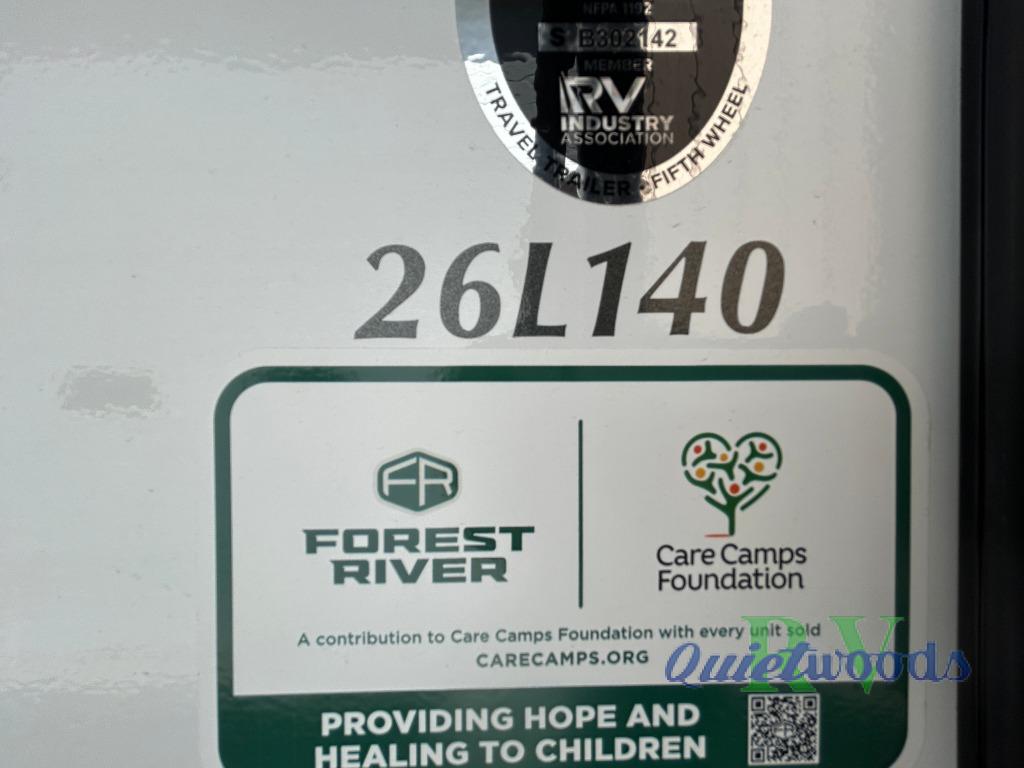 NFPA 1192
S B302142
MEMBER
RV
INDUSTRY
ASSOCIATION
TRAVEL TRAILER • FIFTH WHEEL
26L140
FR
FOREST
RIVER
Care Camps
Foundation
A contribution to Care Camps Foundation with every unit sold
CARECAMPS.ORG
RV
Quietwoods
PROVIDING HOPE AND
HEALING TO CHILDREN